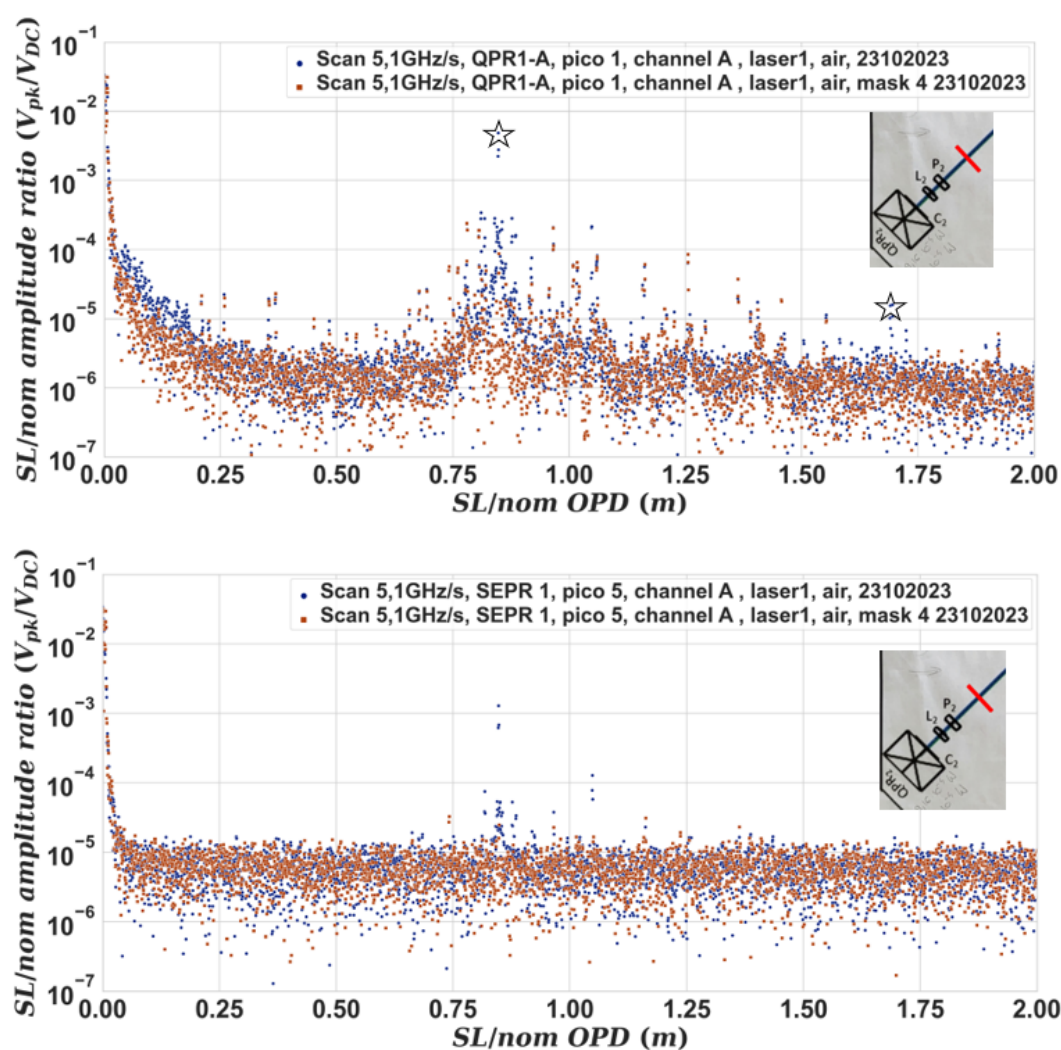 10⁻¹
10⁻²
10⁻³
10⁻⁴
10⁻⁵
10⁻⁶
10⁻⁷
SL/nom amplitude ratio (V_pk/V_DC)
Scan 5,1GHz/s, QPR1-A, pico 1, channel A , laser1, air, 23102023
Scan 5,1GHz/s, QPR1-A, pico 1, channel A , laser1, air, mask 4 23102023
L₂
P₂
C₂
QPR₂
0.00 0.25 0.50 0.75 1.00 1.25 1.50 1.75 2.00
SL/nom OPD (m)
10⁻¹
10⁻²
10⁻³
10⁻⁴
10⁻⁵
10⁻⁶
10⁻⁷
SL/nom amplitude ratio (V_pk/V_DC)
Scan 5,1GHz/s, SEPR 1, pico 5, channel A , laser1, air, 23102023
Scan 5,1GHz/s, SEPR 1, pico 5, channel A , laser1, air, mask 4 23102023
L₂
P₂
C₂
QPR₂
0.00 0.25 0.50 0.75 1.00 1.25 1.50 1.75 2.00
SL/nom OPD (m)